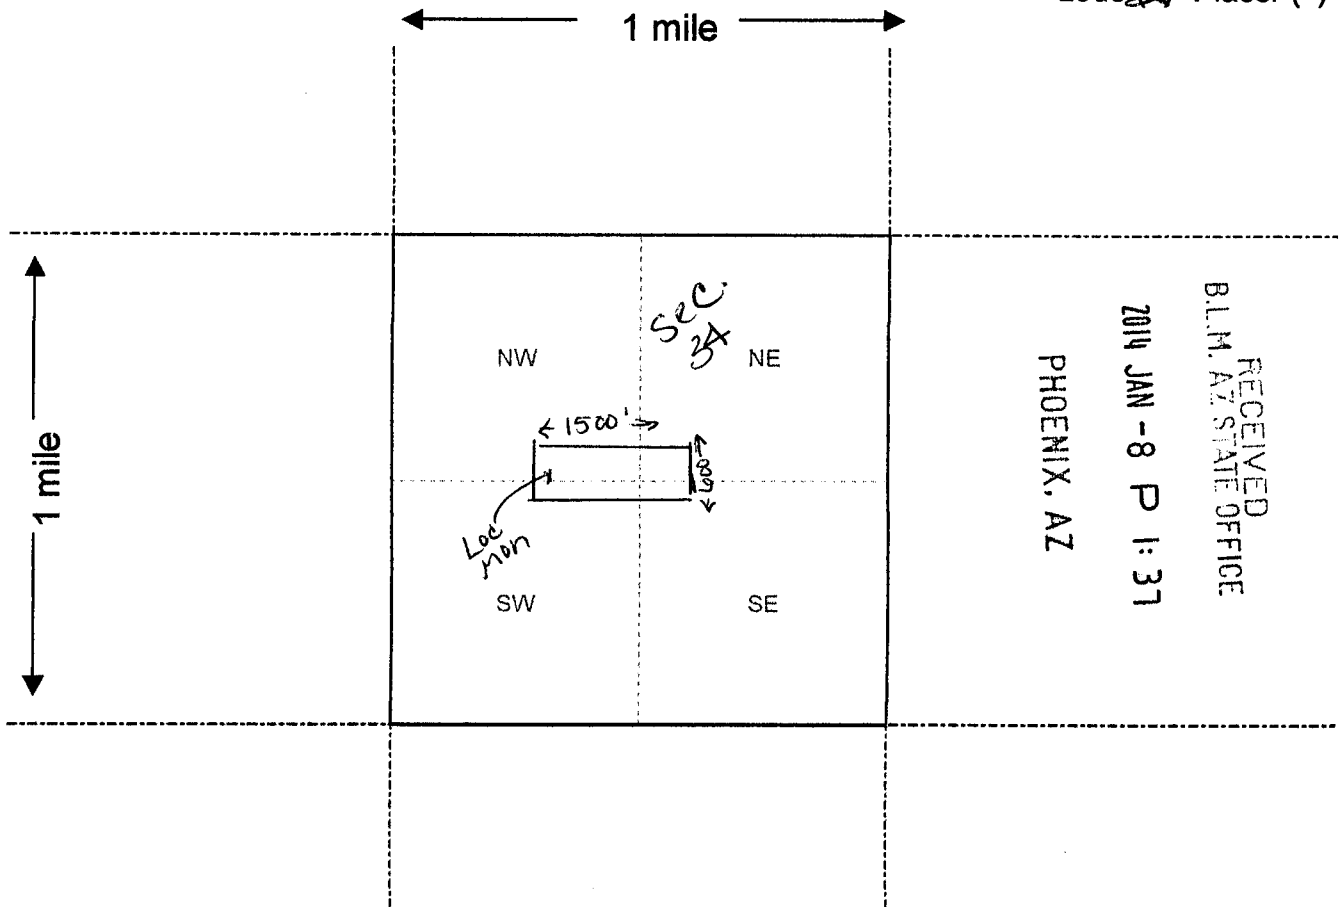 Placer ( )
1 mile
1 mile
Sec.
34
NW
NE
1500'
600
Loc
Mon
SW
SE
RECEIVED
B.L.M. AZ STATE OFFICE
2014 JAN -8 P 1:37
PHOENIX, AZ